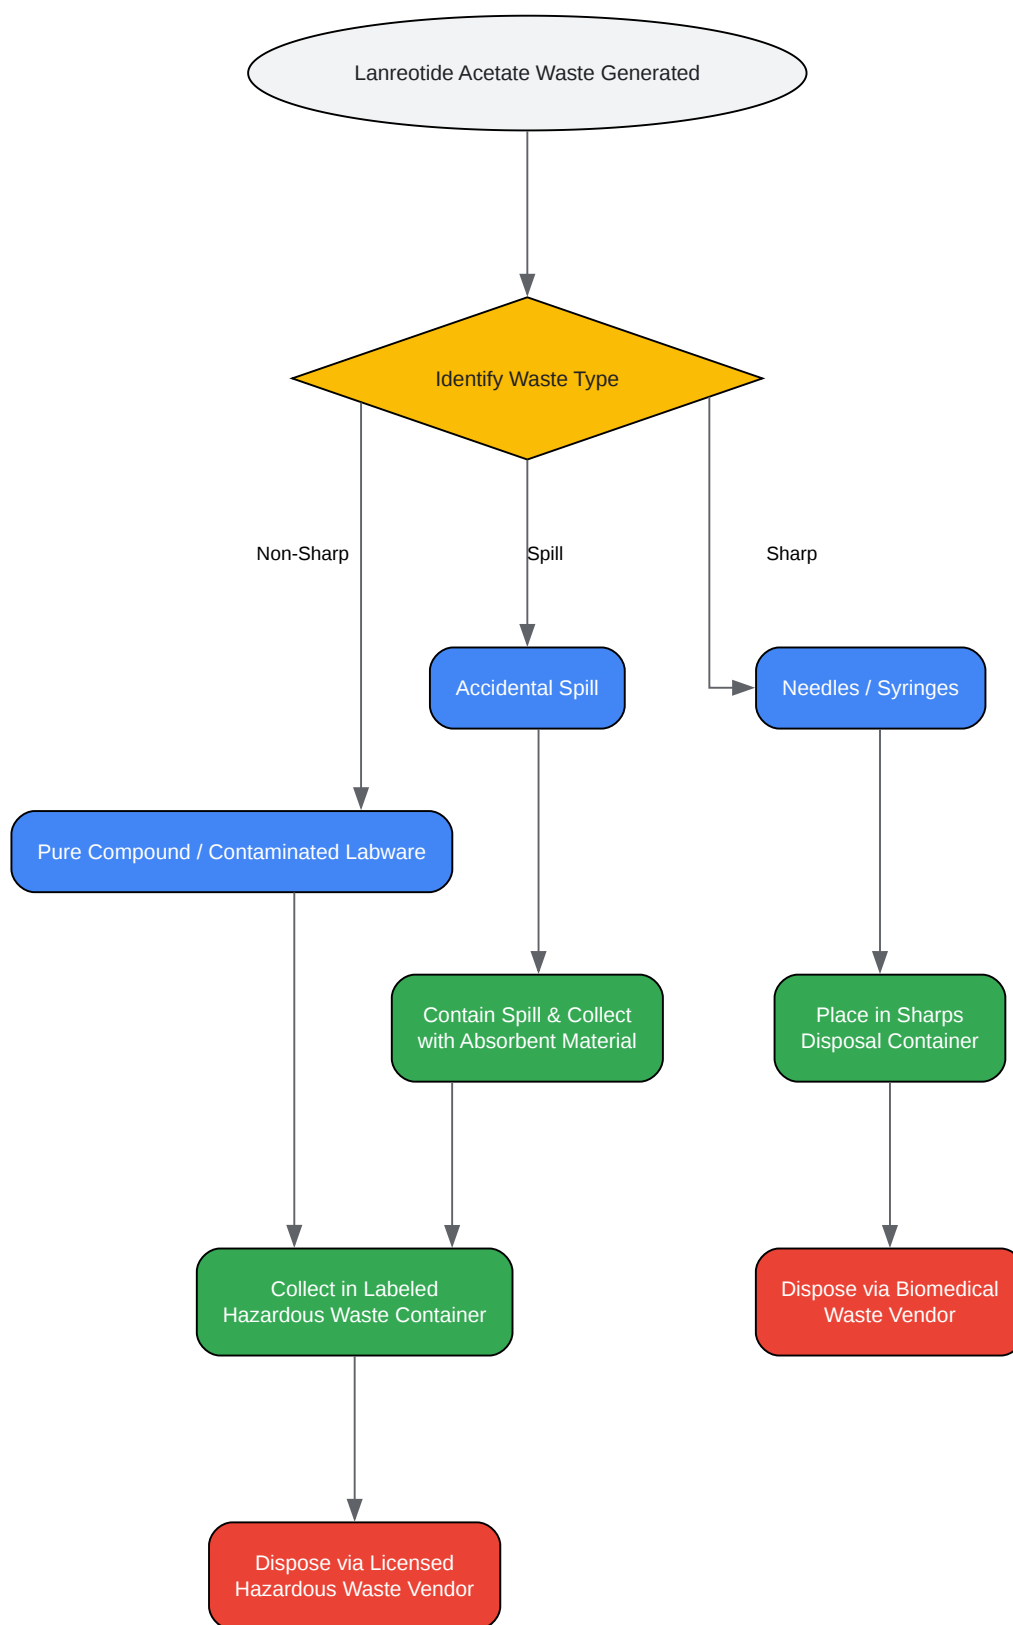 Lanreotide Acetate Waste Generated
Identify Waste Type
Non-Sharp
Spill
Sharp
Accidental Spill
Needles / Syringes
Pure Compound / Contaminated Labware
Contain Spill & Collect
with Absorbent Material
Place in Sharps
Disposal Container
Collect in Labeled
Hazardous Waste Container
Dispose via Biomedical
Waste Vendor
Dispose via Licensed
Hazardous Waste Vendor